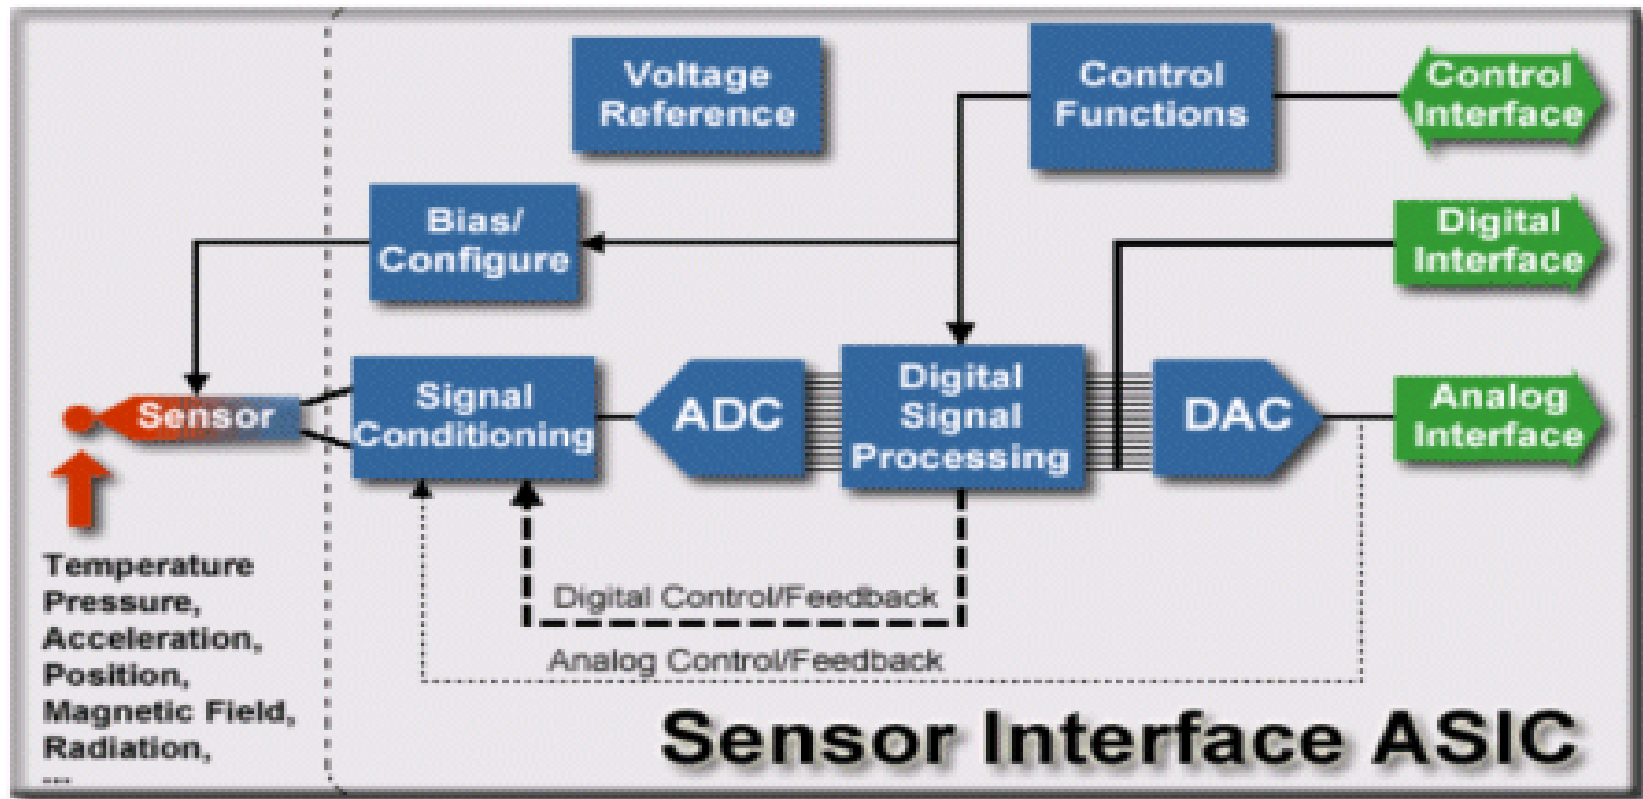 Voltage
Reference
Control
Functions
Control
Interface
Bias/
Configure
Digital
Interface
Sensor
Signal
Conditioning
ADC
Digital
Signal
Processing
DAC
Analog
Interface
Temperature
Pressure,
Acceleration,
Position,
Magnetic Field,
Radiation,
...
Digital Control/Feedback
Analog Control/Feedback
Sensor Interface ASIC